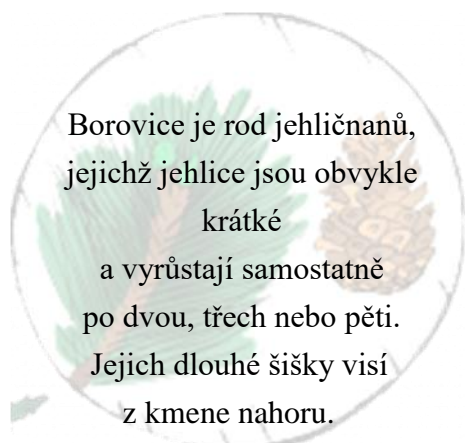 Borovice je rod jehličnanů,
jejichž jehlice jsou obvykle
krátké
a vyrůstají samostatně
po dvou, třech nebo pěti.
Jejich dlouhé šišky visí
z kmene nahoru.